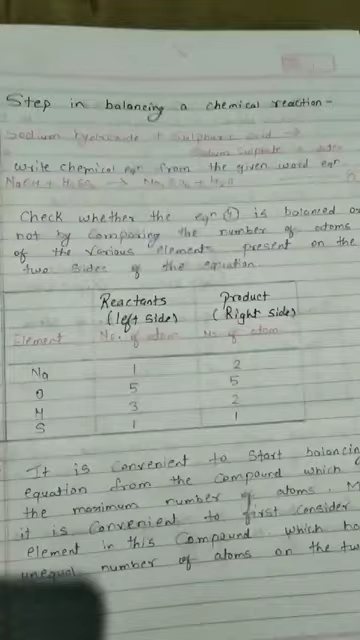 Step in balancing a chemical reaction-
Sodium hydroxide + Sulphuric acid →
Sodium Sulphate + water
write chemical eqn from the given word eqn.
NaOH + H2SO4 → Na2SO4 + H2O
Check whether the eqn ① is balanced or
not by comparing the number of atoms
of the various elements present on the
two sides of the equation.
Reactants Product
(left side) (Right side)
Element No. of atom No. of atom
Na 1 2
O 5 5
H 3 2
S 1 1
It is convenient to start balancing
equation from the compound which
the maximum number of atoms.
it is convenient to first consider
element in this compound which
unequal number of atoms on the